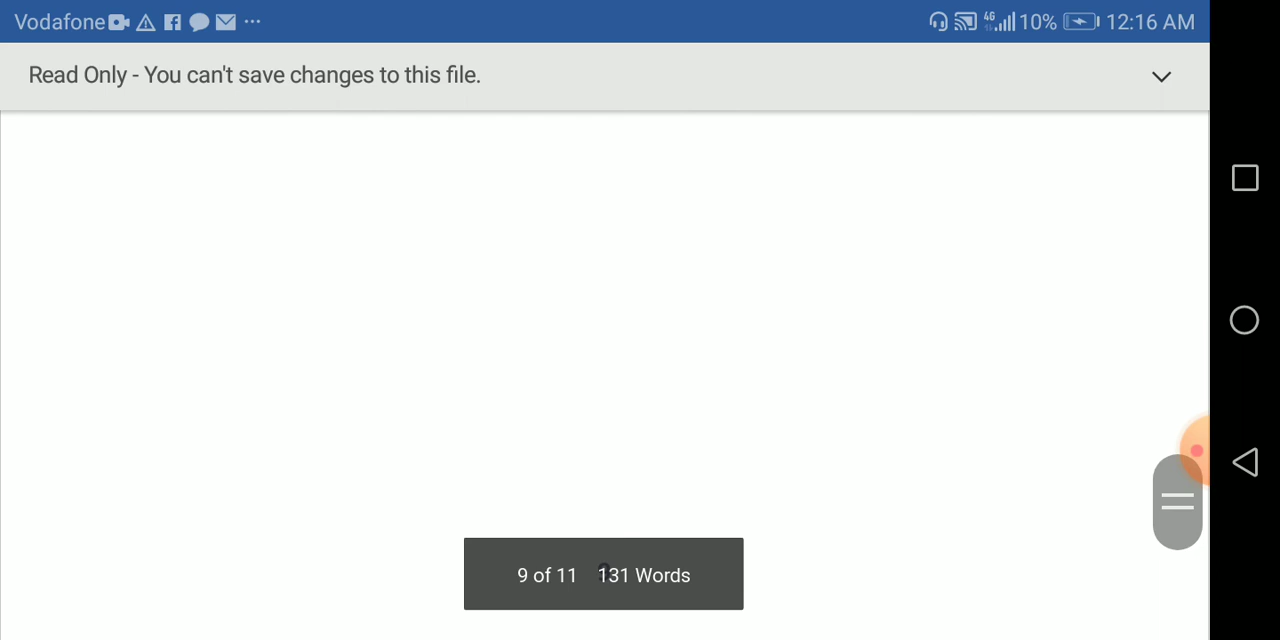 Vodafone 4G 10% 12:16 AM
Read Only - You can't save changes to this file.
9 of 11 131 Words